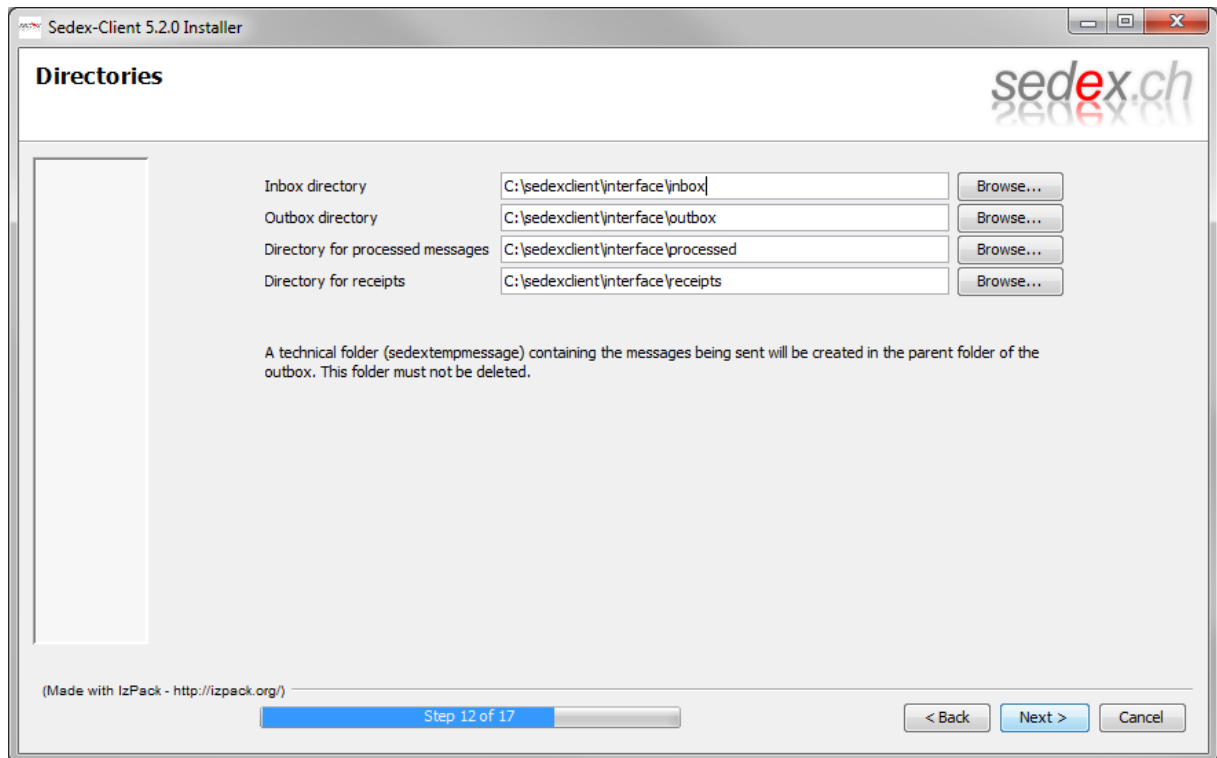 Sedex-Client 5.2.0 Installer
Directories
sedex.ch
Inbox directory C:\sedexclient\interface\inbox Browse...
Outbox directory C:\sedexclient\interface\outbox Browse...
Directory for processed messages C:\sedexclient\interface\processed Browse...
Directory for receipts C:\sedexclient\interface\receipts Browse...
A technical folder (sedextempmessage) containing the messages being sent will be created in the parent folder of the
outbox. This folder must not be deleted.
(Made with IzPack - http://izpack.org/)
Step 12 of 17
< Back Next > Cancel